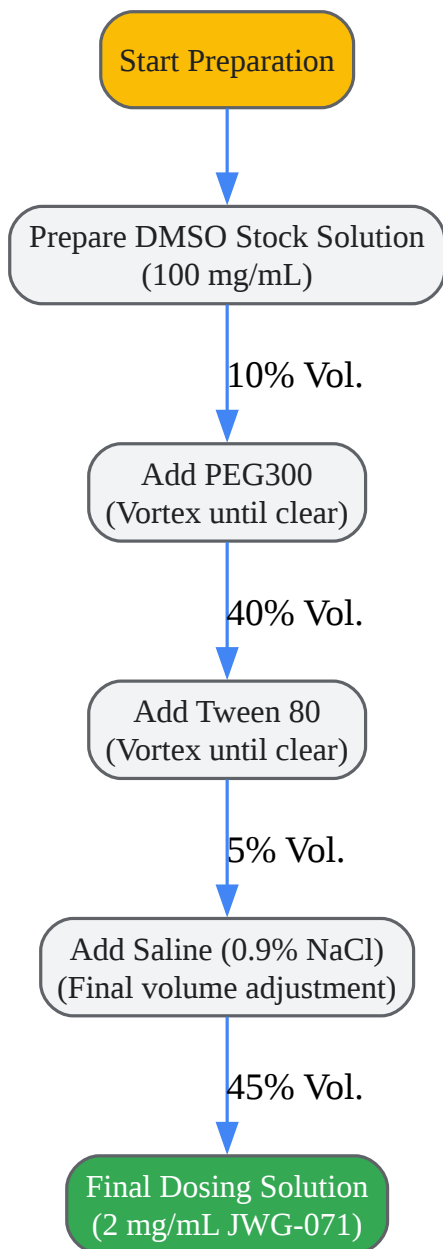 Start Preparation
Prepare DMSO Stock Solution
(100 mg/mL)
10% Vol.
Add PEG300
(Vortex until clear)
40% Vol.
Add Tween 80
(Vortex until clear)
5% Vol.
Add Saline (0.9% NaCl)
(Final volume adjustment)
45% Vol.
Final Dosing Solution
(2 mg/mL JWG-071)